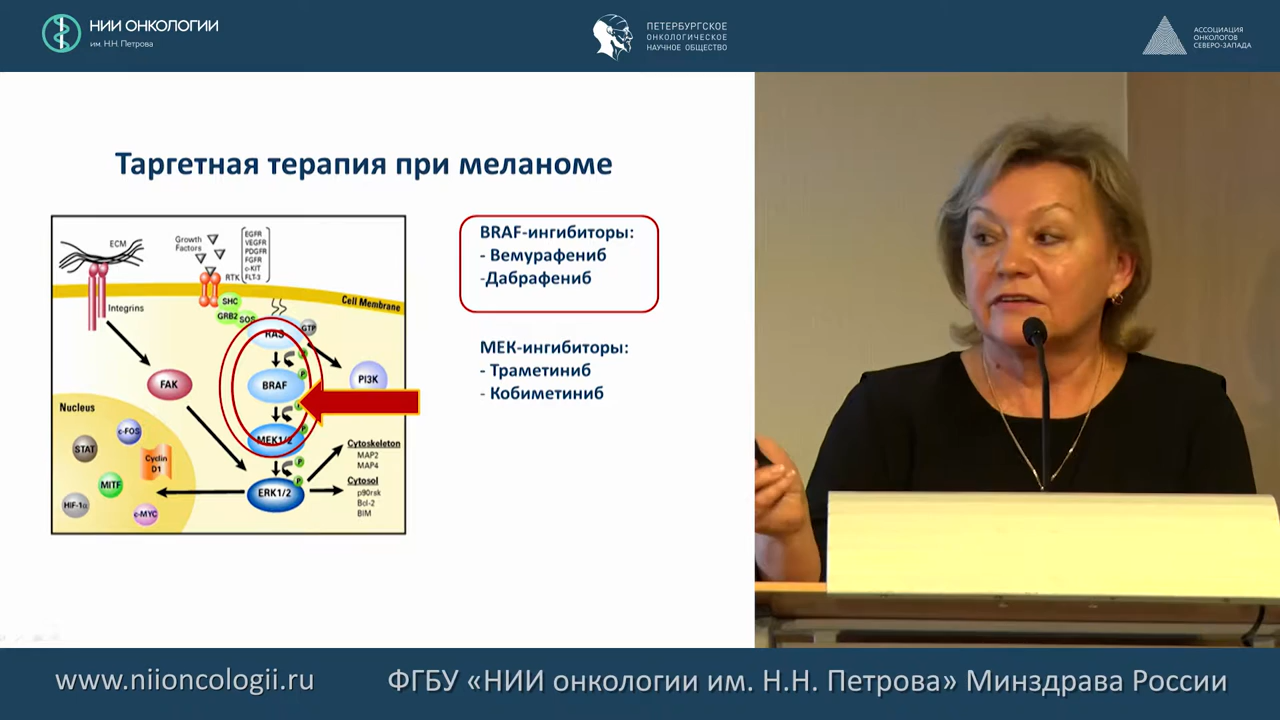 НИИ ОНКОЛОГИИ
им. Н.Н. Петрова
ПЕТЕРБУРГСКОЕ
ОНКОЛОГИЧЕСКОЕ
НАУЧНОЕ ОБЩЕСТВО
АССОЦИАЦИЯ
ОНКОЛОГОВ
СЕВЕРО-ЗАПАДА
Таргетная терапия при меланоме
ECM
Growth
Factors
EGFR
VEGFR
PDGFR
FGFR
c-KIT
FLT-3
RTK
Integrins
SHC
GRB2
SOS
Cell Membrane
RAS
GTP
P
FAK
BRAF
P
PI3K
Nucleus
P
MEK1/2
P
c-FOS
STAT
Cyclin
D1
MITF
HIF-1α
c-MYC
P
P
ERK1/2
Cytoskeleton
MAP2
MAP4
Cytosol
p90rsk
Bcl-2
BIM
BRAF-ингибиторы:
- Вемурафениб
-Дабрафениб
МЕК-ингибиторы:
- Траметиниб
- Кобиметиниб
www.niioncologii.ru
ФГБУ «НИИ онкологии им. Н.Н. Петрова» Минздрава России